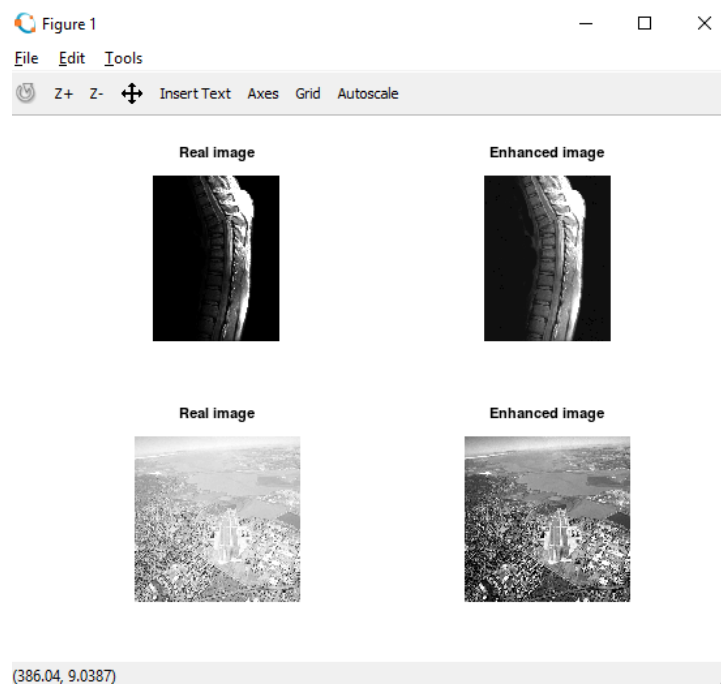 Figure 1
File Edit Tools
Z+ Z- Insert Text Axes Grid Autoscale
Real image Enhanced image
Real image Enhanced image
(386.04, 9.0387)